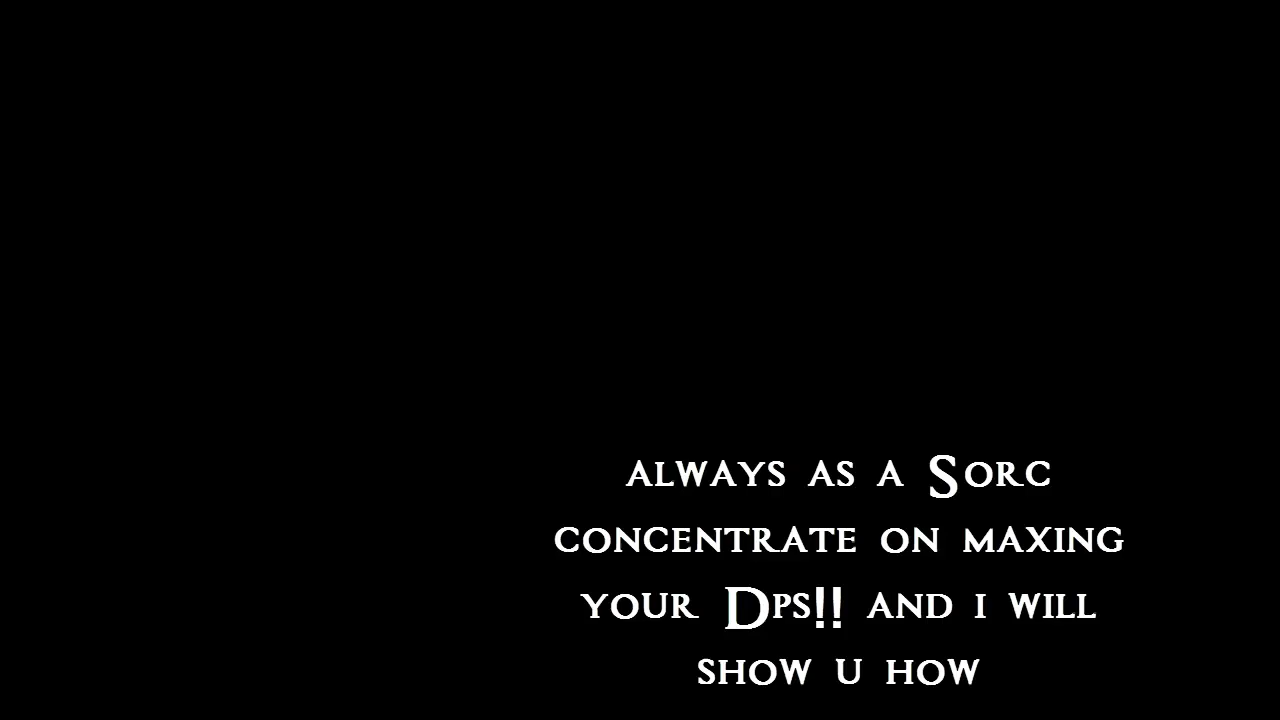 always as a Sorc
concentrate on maxing
your Dps!! and i will
show u how